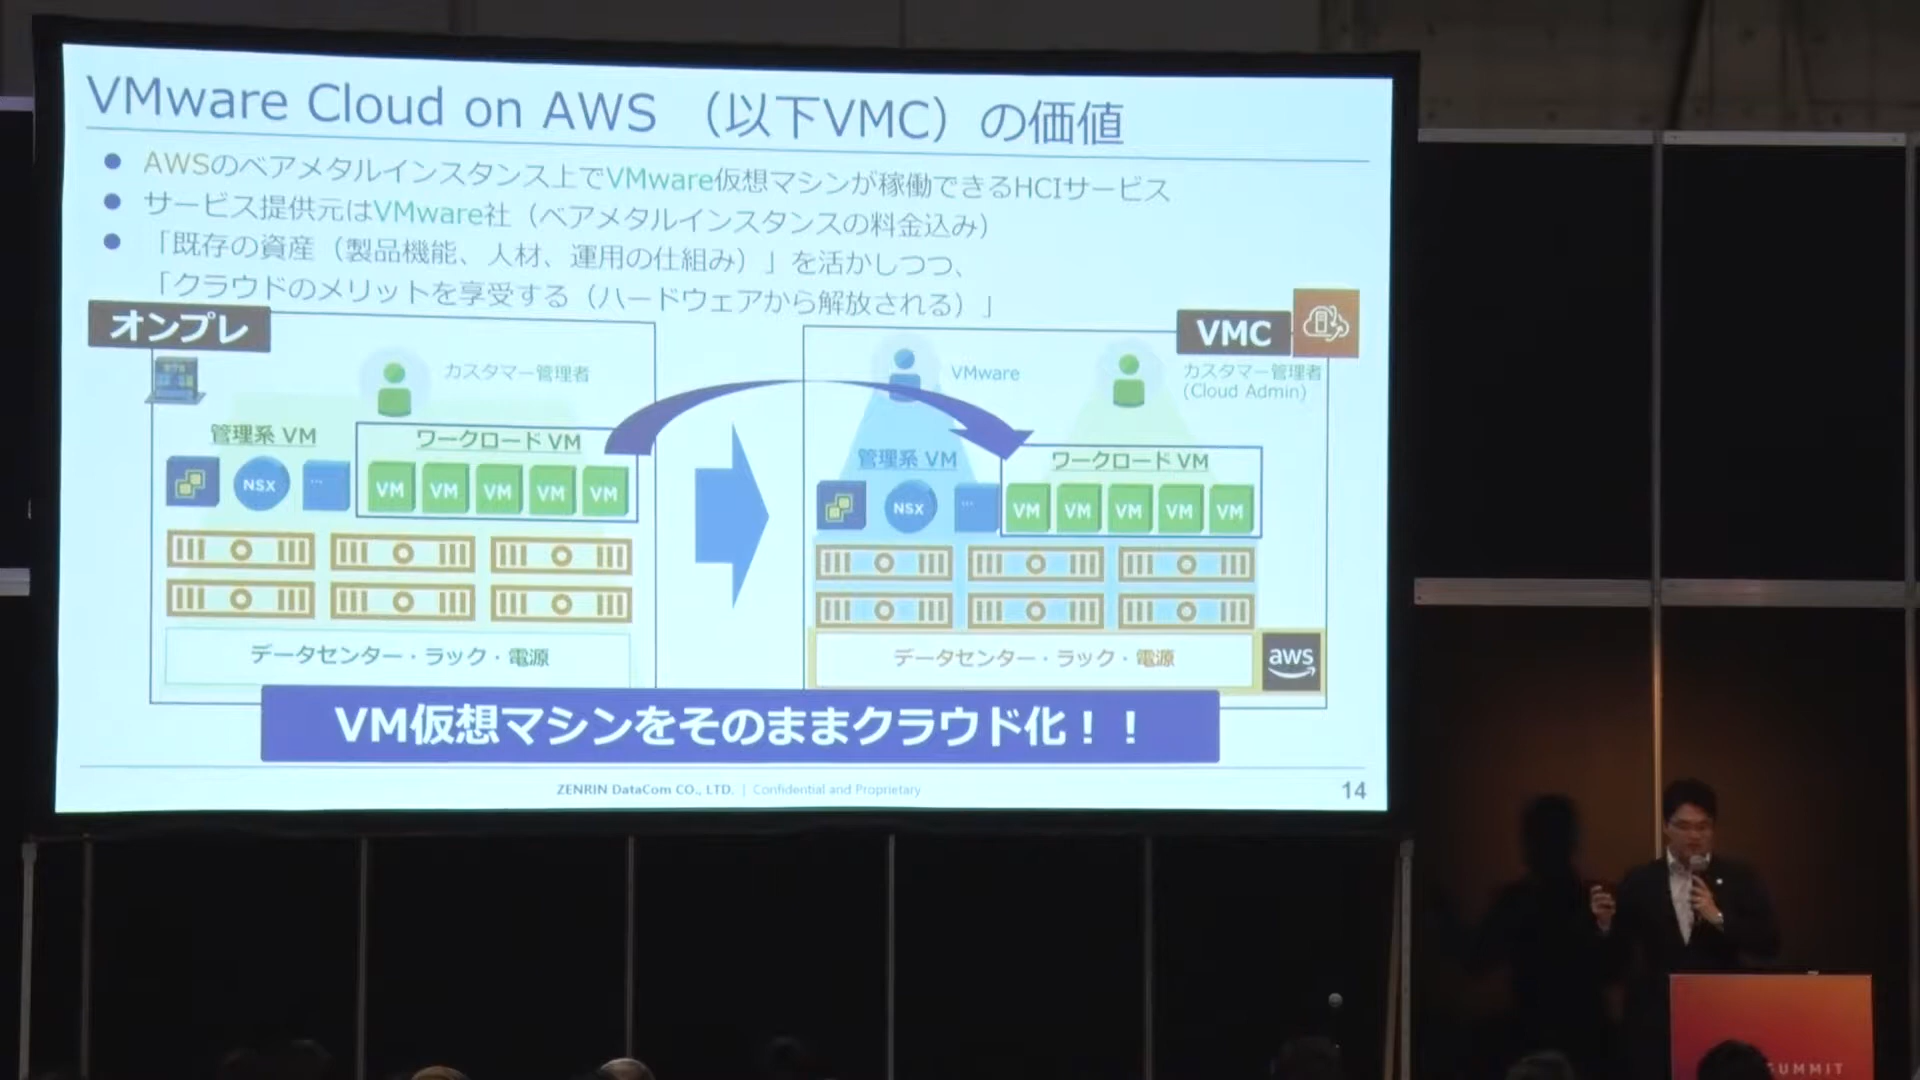 VMware Cloud on AWS （以下VMC）の価値
● AWSのベアメタルインスタンス上でVMware仮想マシンが稼働できるHCIサービス
● サービス提供元はVMware社（ベアメタルインスタンスの料金込み）
● 「既存の資産（製品機能、人材、運用の仕組み）」を活かしつつ、
「クラウドのメリットを享受する（ハードウェアから解放される）」
オンプレ
カスタマー管理者
管理系 VM
ワークロード VM
NSX
...
VM VM VM VM VM
データセンター・ラック・電源
VMC
VMware
カスタマー管理者
(Cloud Admin)
管理系 VM
ワークロード VM
NSX
...
VM VM VM VM VM
データセンター・ラック・電源
aws
VM仮想マシンをそのままクラウド化！！
ZENRIN DataCom CO., LTD. | Confidential and Proprietary
14
SUMMIT